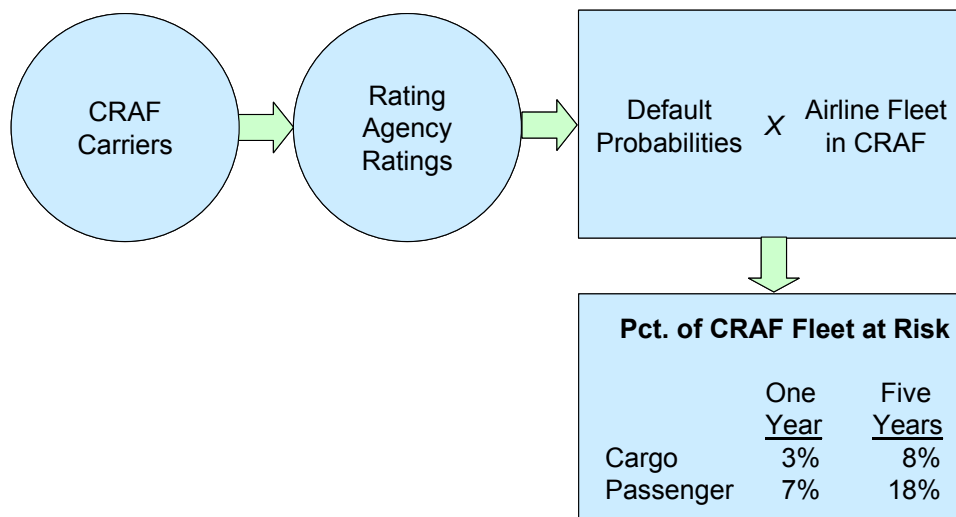 CRAF
Carriers
Rating
Agency
Ratings
Default
Probabilities
X
Airline Fleet
in CRAF
Pct. of CRAF Fleet at Risk
One Five
Year Years
Cargo 3% 8%
Passenger 7% 18%